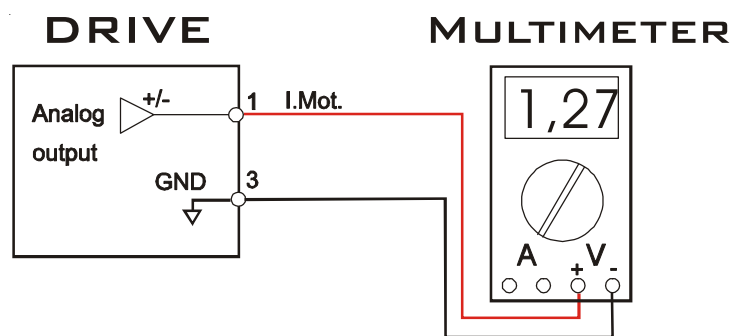 DRIVE
MULTIMETER
Analog
output
+/-
1
I.Mot.
GND
3
1,27
A
V
+
-